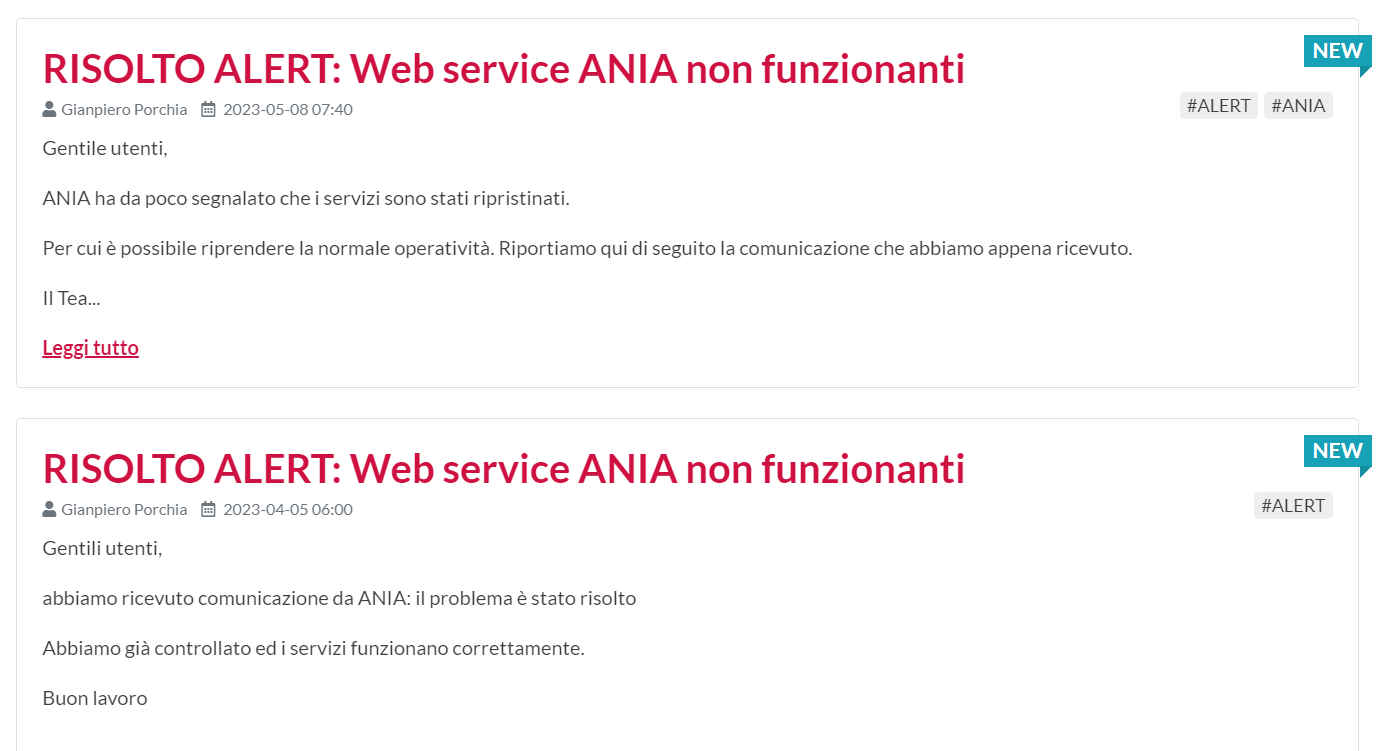 NEW
RISOLTO ALERT: Web service ANIA non funzionanti
Gianpiero Porchia 2023-05-08 07:40 #ALERT #ANIA
Gentile utenti,
ANIA ha da poco segnalato che i servizi sono stati ripristinati.
Per cui è possibile riprendere la normale operatività. Riportiamo qui di seguito la comunicazione che abbiamo appena ricevuto.
Il Tea...
Leggi tutto
NEW
RISOLTO ALERT: Web service ANIA non funzionanti
Gianpiero Porchia 2023-04-05 06:00 #ALERT
Gentili utenti,
abbiamo ricevuto comunicazione da ANIA: il problema è stato risolto
Abbiamo già controllato ed i servizi funzionano correttamente.
Buon lavoro